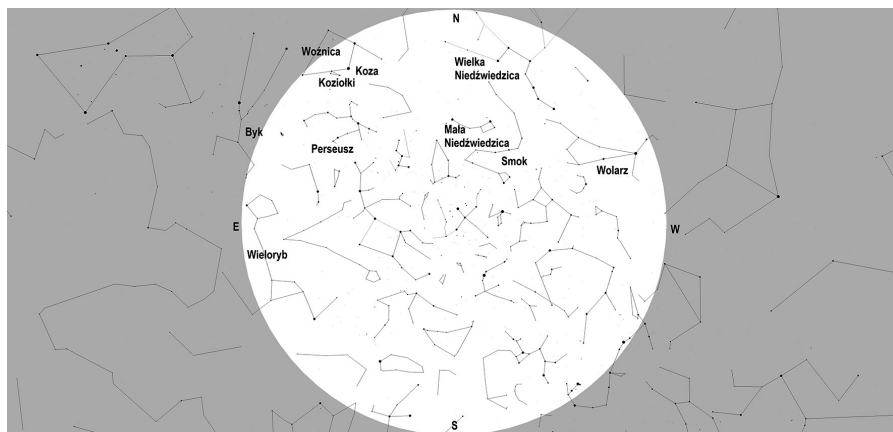 N
Woźnica
Koza
Koziołki
Wielka
Niedźwiedzica
Byk
Perseusz
Mała
Niedźwiedzica
Smok
Wolarz
E
W
Wieloryb
S